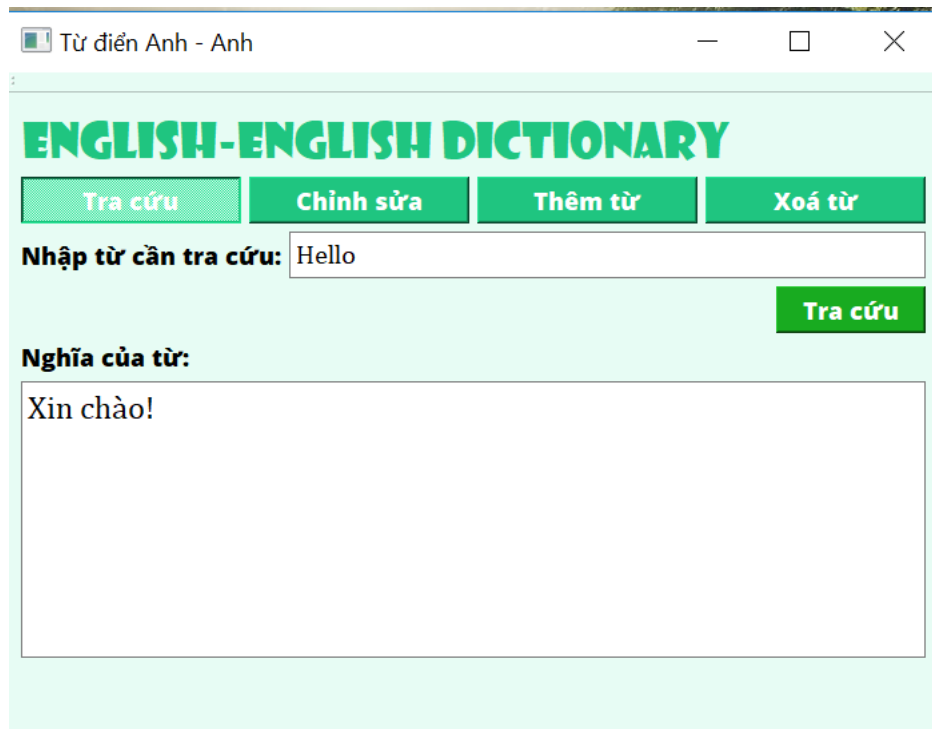 Từ điển Anh - Anh
ENGLISH-ENGLISH DICTIONARY
Tra cứu Chỉnh sửa Thêm từ Xoá từ
Nhập từ cần tra cứu: Hello
Tra cứu
Nghĩa của từ:
Xin chào!